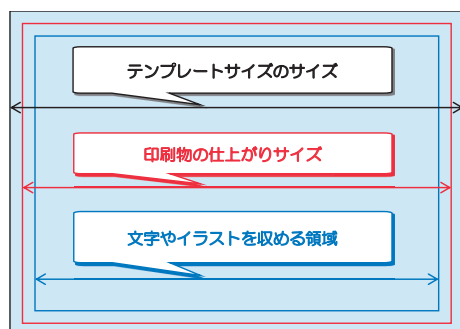 テンプレートサイズのサイズ
印刷物の仕上がりサイズ
文字やイラストを収める領域